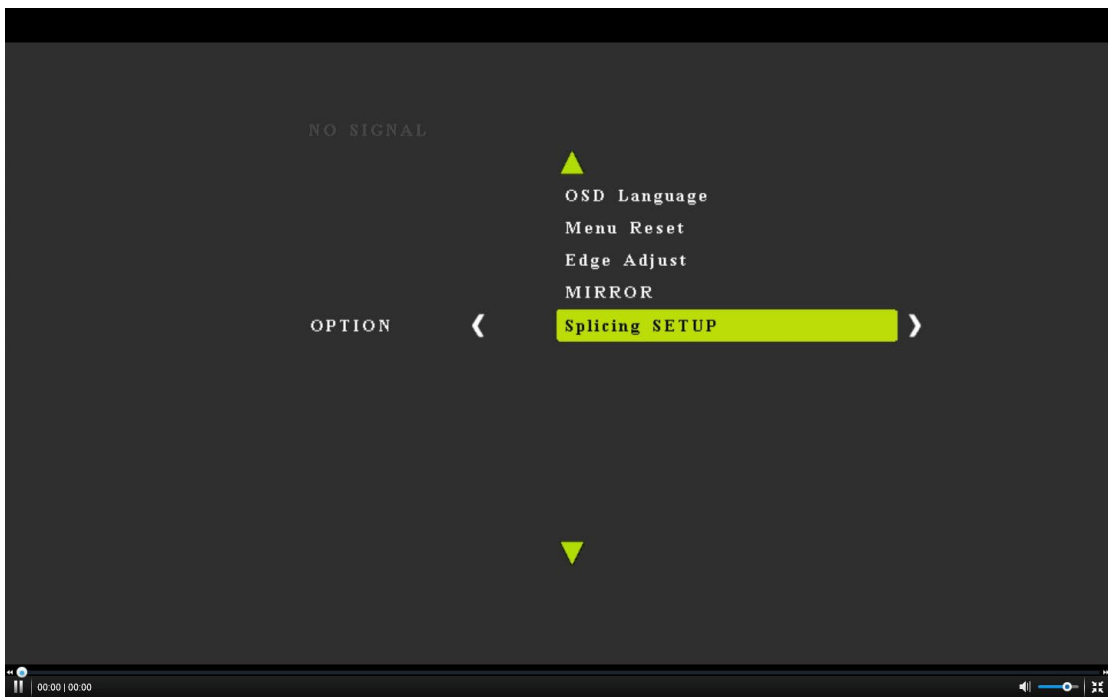 NO SIGNAL
OSD Language
Menu Reset
Edge Adjust
MIRROR
OPTION ❮ Splicing SETUP ❯
00:00 | 00:00